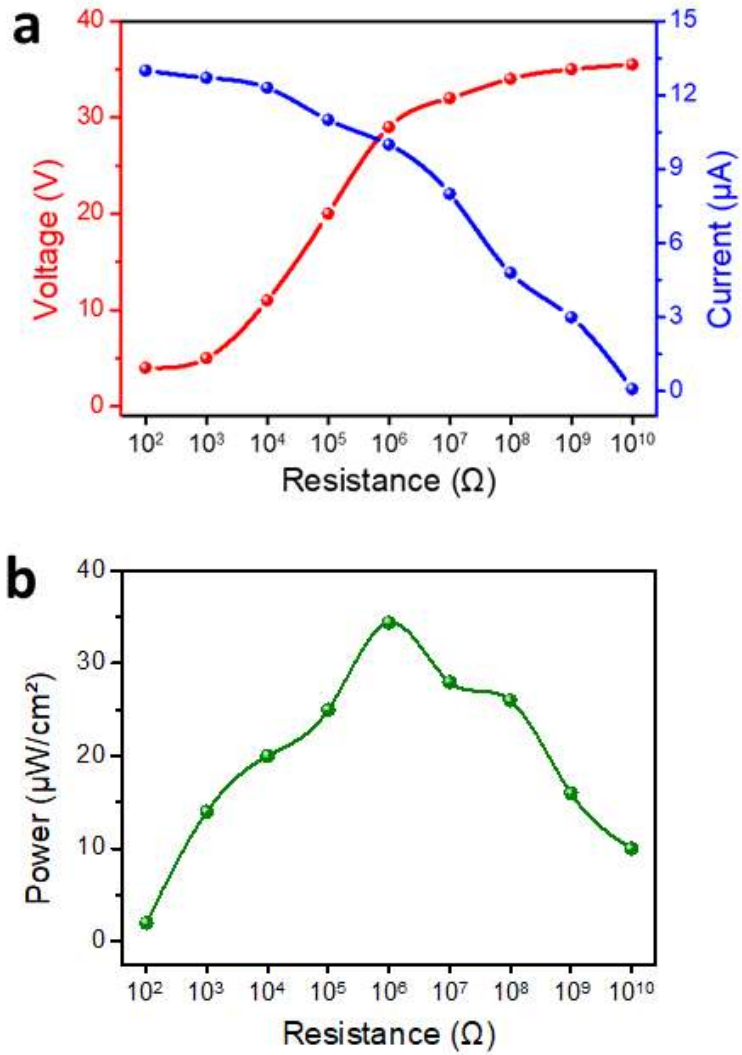 a
40
30
20
10
0
Voltage (V)
15
12
9
6
3
0
Current (µA)
10² 10³ 10⁴ 10⁵ 10⁶ 10⁷ 10⁸ 10⁹ 10¹⁰
Resistance (Ω)
b
40
30
20
10
0
Power (µW/cm²)
10² 10³ 10⁴ 10⁵ 10⁶ 10⁷ 10⁸ 10⁹ 10¹⁰
Resistance (Ω)